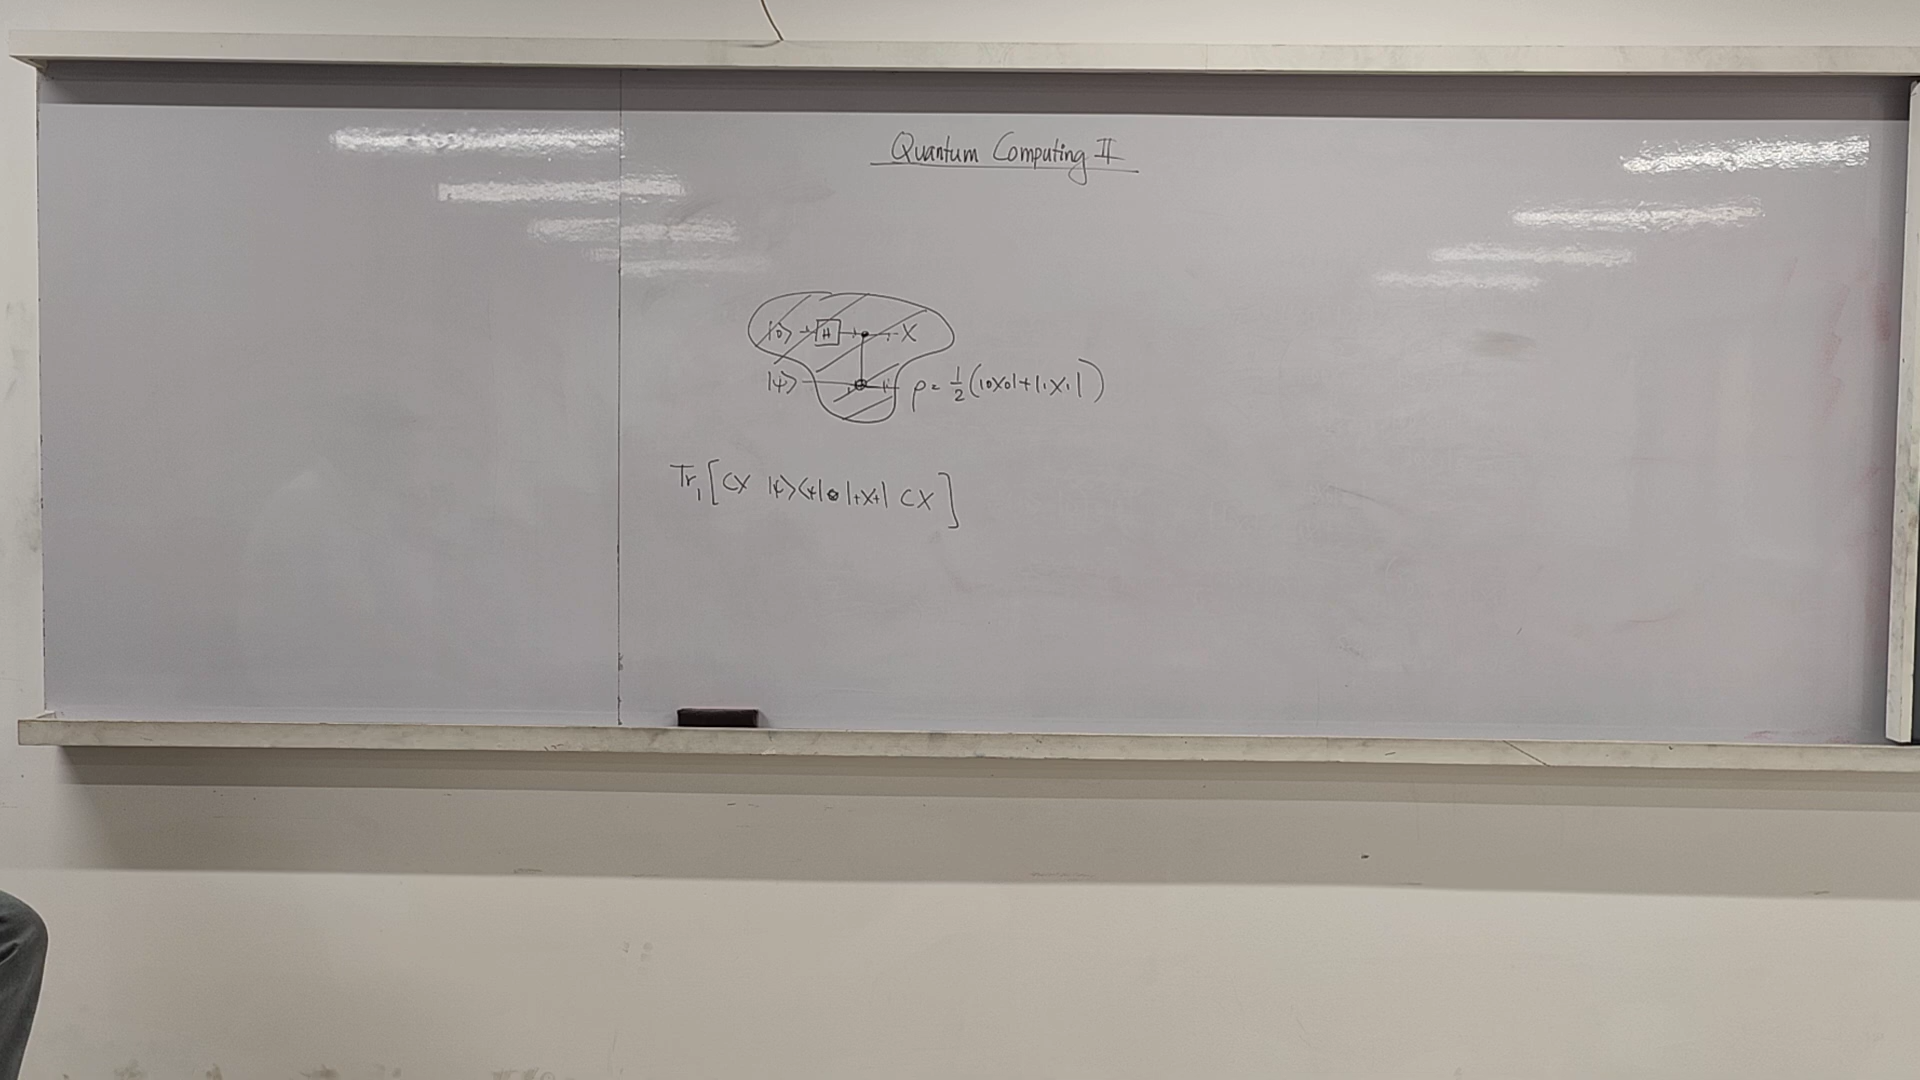 Quantum Computing II
|0⟩ H X
|ψ⟩ ρ = 1/2 (|0⟩⟨0| + |1⟩⟨1|)
Tr₁ [CX |ψ⟩⟨ψ| ⊗ |+⟩⟨+| CX]